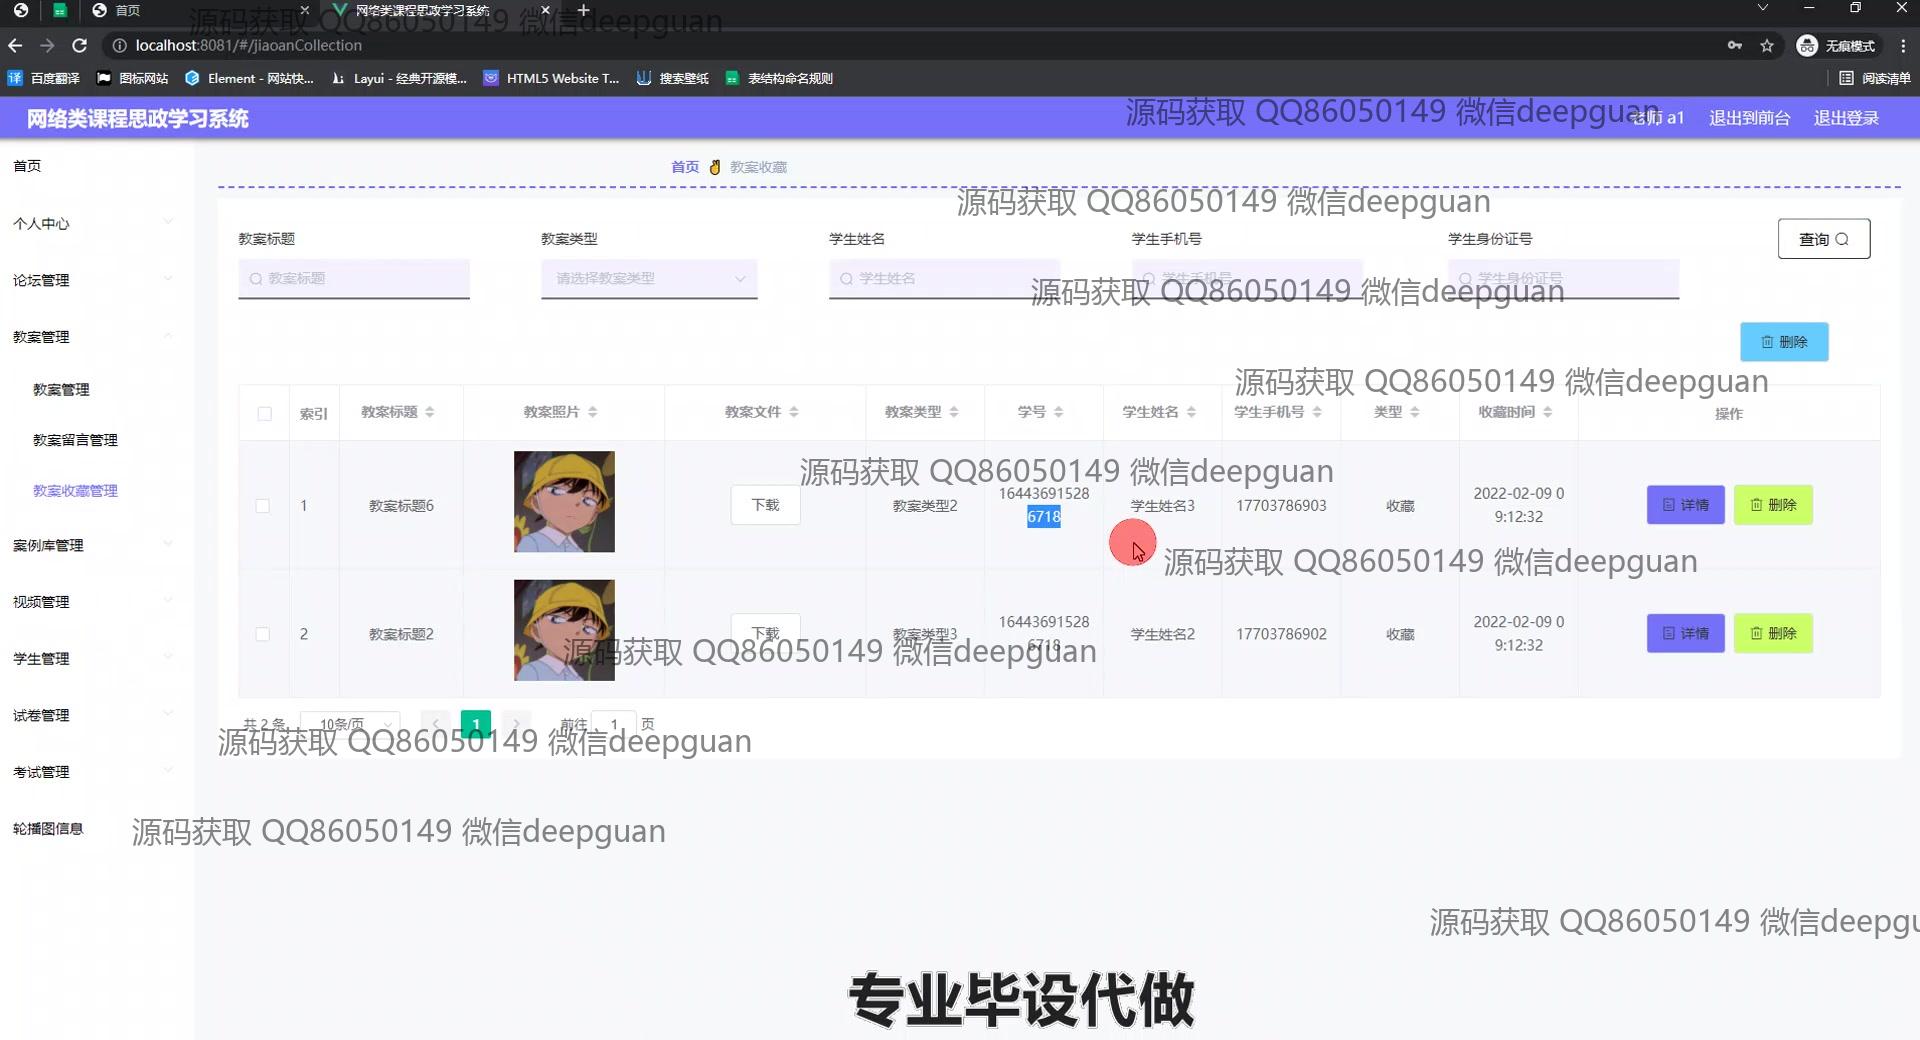 首页
网络类课程思政学习系统
源码获取 QQ86050149 微信deepguan
localhost:8081/#/jiaoanCollection
无痕模式
百度翻译
图标网站
Element - 网站快...
Layui - 经典开源模...
HTML5 Website T...
搜索壁纸
表结构命名规则
阅读清单
网络类课程思政学习系统
源码获取 QQ86050149 微信deepguan
老师 a1
退出到前台
退出登录
首页
个人中心
论坛管理
教案管理
教案管理
教案留言管理
教案收藏管理
案例库管理
视频管理
学生管理
试卷管理
考试管理
轮播图信息
首页
教案收藏
源码获取 QQ86050149 微信deepguan
教案标题
教案类型
学生姓名
学生手机号
学生身份证号
查询
教案标题
请选择教案类型
学生姓名
学生手机号
学生身份证号
源码获取 QQ86050149 微信deepguan
删除
源码获取 QQ86050149 微信deepguan
索引
教案标题
教案照片
教案文件
教案类型
学号
学生姓名
学生手机号
类型
收藏时间
操作
源码获取 QQ86050149 微信deepguan
1
教案标题6
下载
教案类型2
16443691528
6718
学生姓名3
17703786903
收藏
2022-02-09 0
9:12:32
详情
删除
源码获取 QQ86050149 微信deepguan
2
教案标题2
下载
教案类型3
16443691528
6718
学生姓名2
17703786902
收藏
2022-02-09 0
9:12:32
详情
删除
源码获取 QQ86050149 微信deepguan
共 2 条
10条/页
1
前往
1
页
源码获取 QQ86050149 微信deepguan
源码获取 QQ86050149 微信deepguan
源码获取 QQ86050149 微信deepgu
专业毕设代做